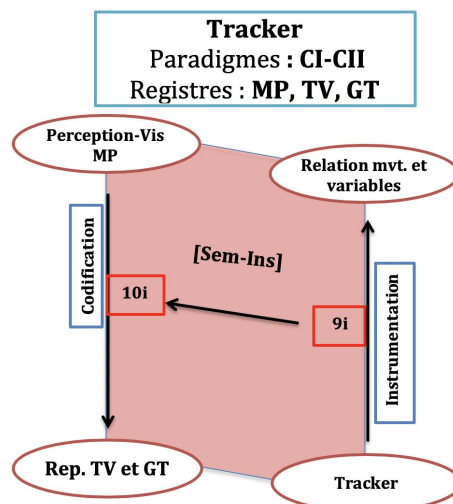 Tracker
Paradigmes : CI-CII
Registres : MP, TV, GT
Perception-Vis
MP
Relation mvt. et
variables
Codification
[Sem-Ins]
10i
9i
Instrumentation
Rep. TV et GT
Tracker